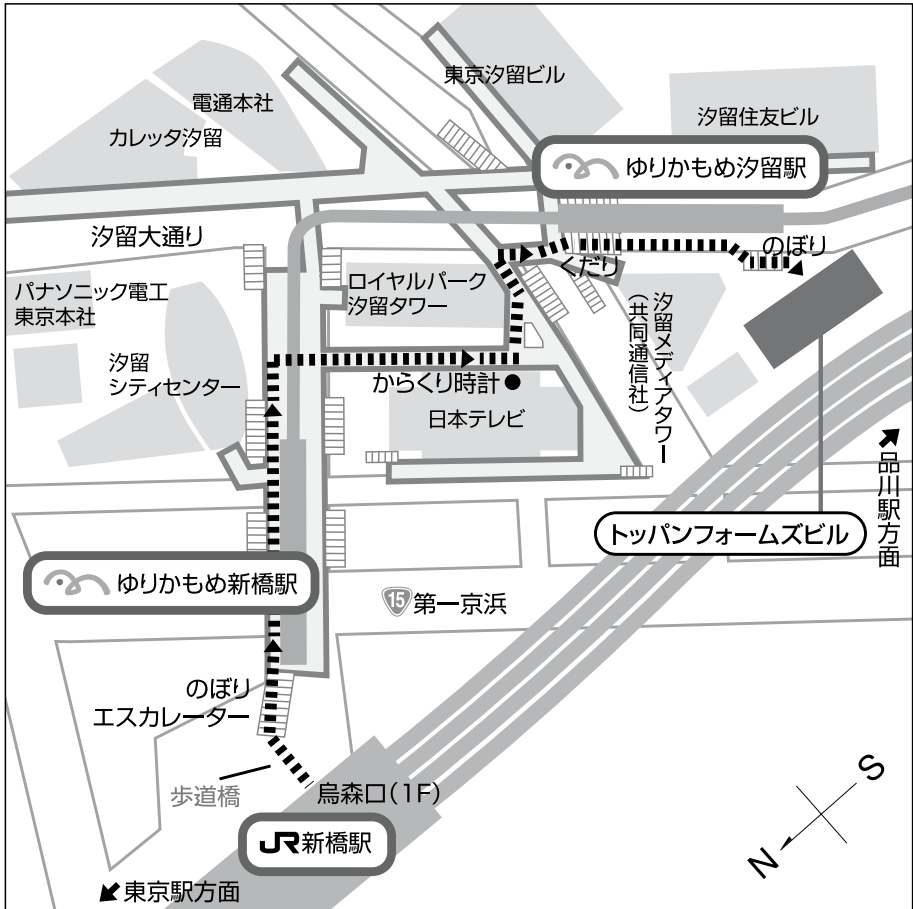 電通本社
カレッタ汐留
東京汐留ビル
汐留住友ビル
ゆりかもめ汐留駅
汐留大通り
のぼり
くだり
パナソニック電工
東京本社
ロイヤルパーク
汐留タワー
汐留
シティセンター
汐留メディアタワー
（共同通信社）
からくり時計
日本テレビ
品川駅方面
トッパンフォームズビル
ゆりかもめ新橋駅
15
第一京浜
のぼり
エスカレーター
歩道橋
烏森口（1F）
JR新橋駅
東京駅方面
S
N